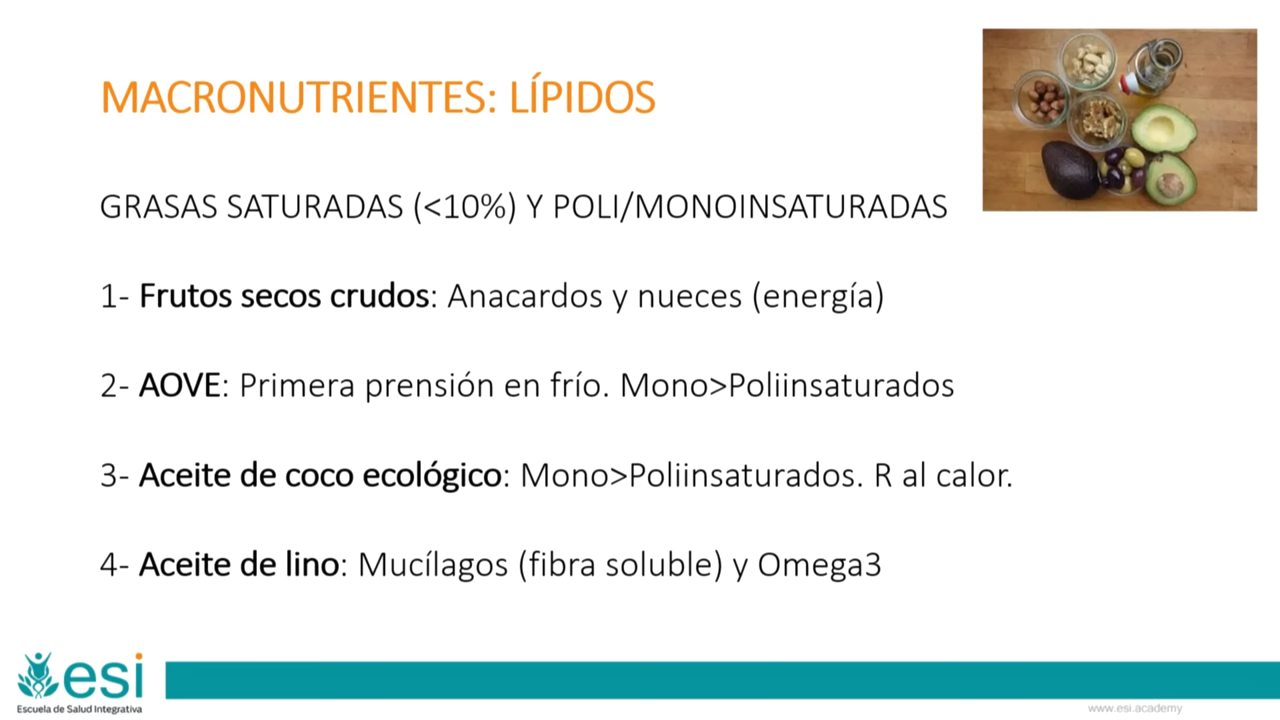 MACRONUTRIENTES: LÍPIDOS
GRASAS SATURADAS (<10%) Y POLI/MONOINSATURADAS
1- Frutos secos crudos: Anacardos y nueces (energía)
2- AOVE: Primera prensión en frío. Mono>Poliinsaturados
3- Aceite de coco ecológico: Mono>Poliinsaturados. R al calor.
4- Aceite de lino: Mucílagos (fibra soluble) y Omega3
esi
Escuela de Salud Integrativa
www.esi.academy